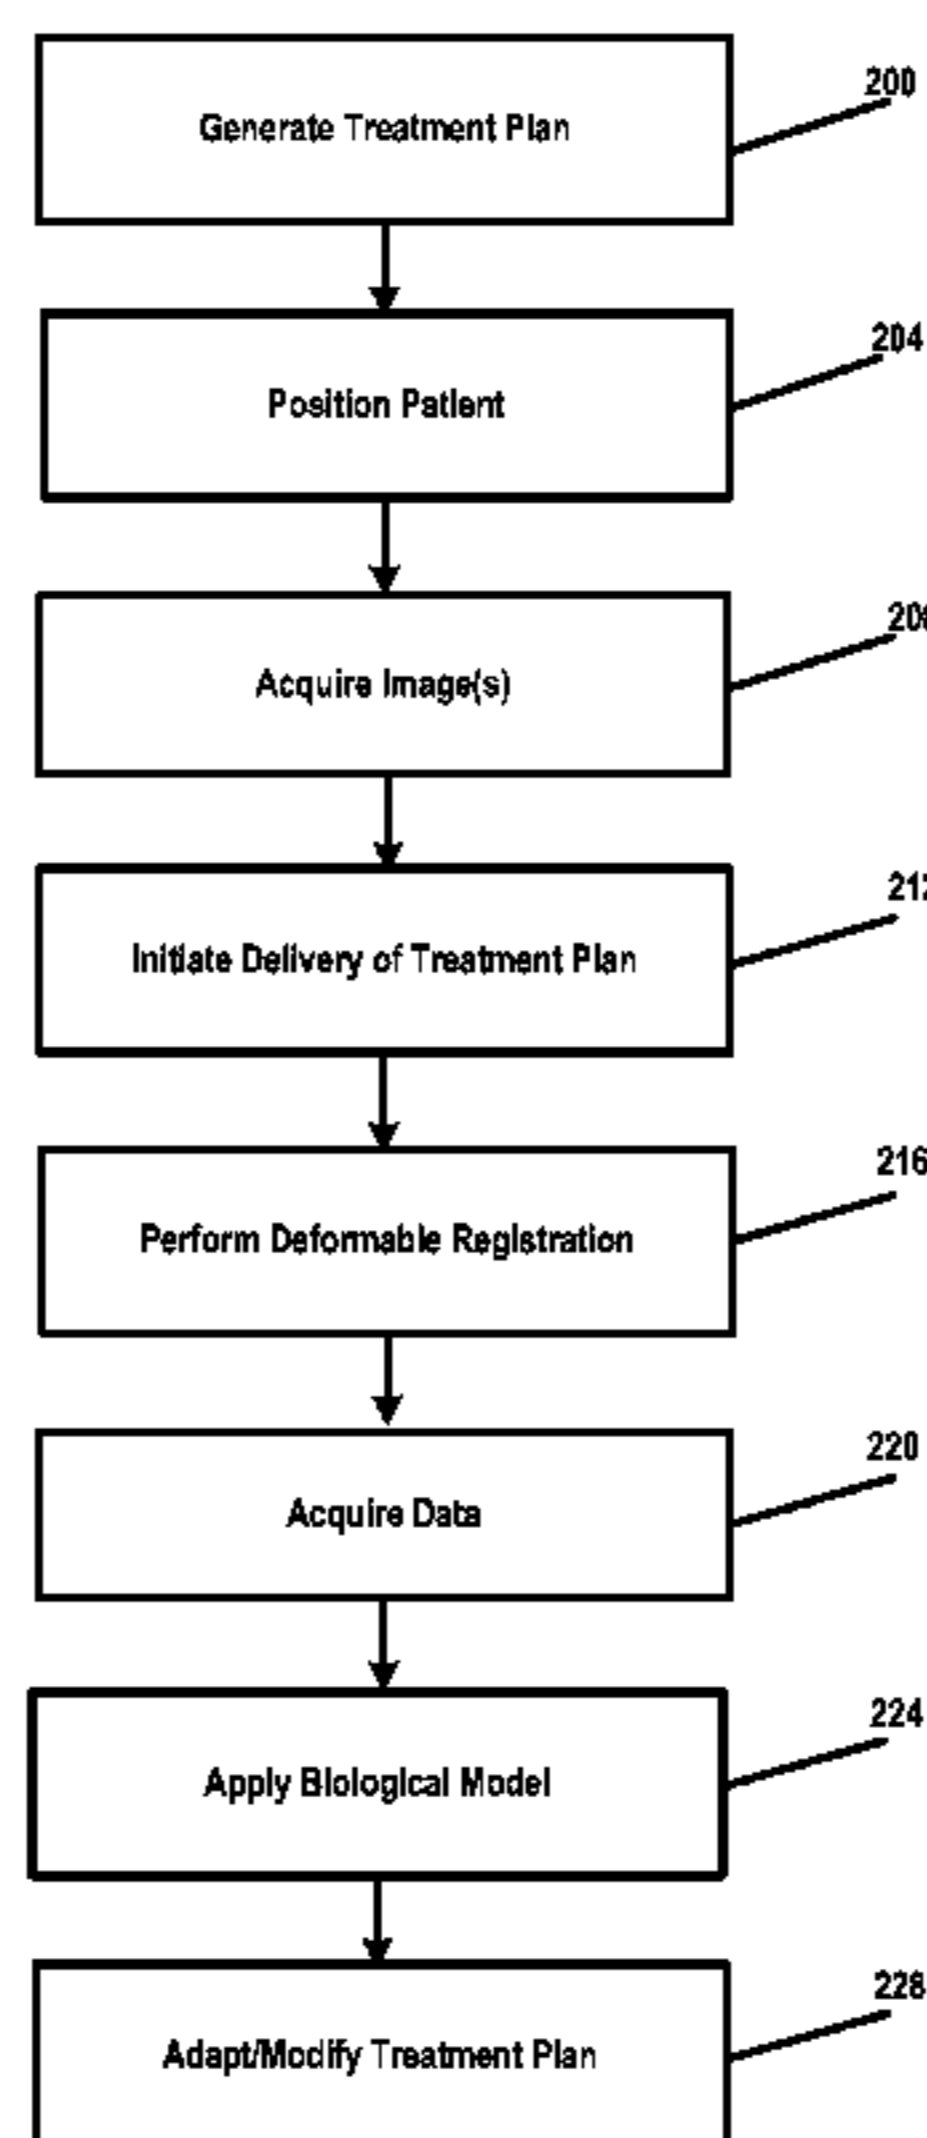 Generate Treatment Plan
200
Position Patient
204
Acquire Image(s)
Initiate Delivery of Treatment Plan
212
Perform Deformable Registration
216
Acquire Data
220
Apply Biological Model
224
Adapt/Modify Treatment Plan
228